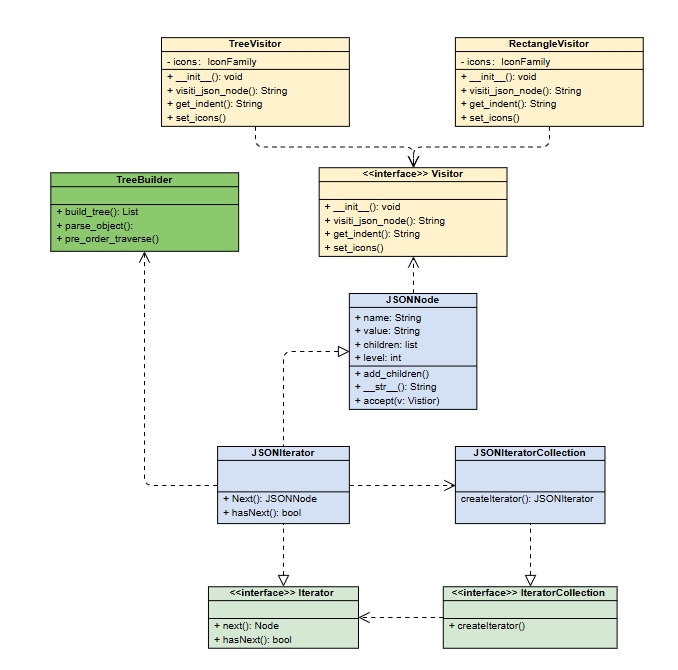 TreeVisitor
- icons: IconFamily
+ __init__(): void
+ visiti_json_node(): String
+ get_indent(): String
+ set_icons()
RectangleVisitor
- icons: IconFamily
+ __init__(): void
+ visiti_json_node(): String
+ get_indent(): String
+ set_icons()
TreeBuilder
+ build_tree(): List
+ parse_object():
+ pre_order_traverse()
<<interface>> Visitor
+ __init__(): void
+ visiti_json_node(): String
+ get_indent(): String
+ set_icons()
JSONNode
+ name: String
+ value: String
+ children: list
+ level: int
+ add_children()
+ __str__(): String
+ accept(v: Vistior)
JSONIterator
+ Next(): JSONNode
+ hasNext(): bool
JSONIteratorCollection
createIterator(): JSONIterator
<<interface>> Iterator
+ next(): Node
+ hasNext(): bool
<<interface>> IteratorCollection
+ createIterator()